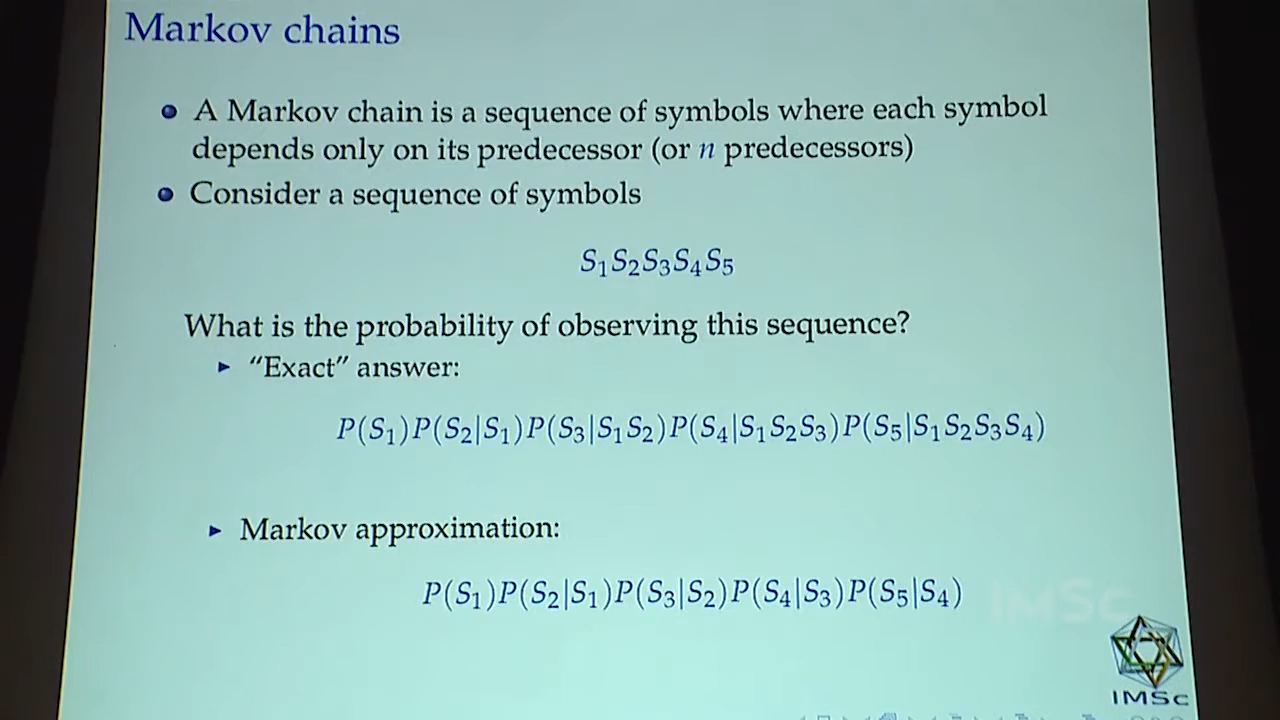 Markov chains
A Markov chain is a sequence of symbols where each symbol
depends only on its predecessor (or n predecessors)
Consider a sequence of symbols
S₁S₂S₃S₄S₅
What is the probability of observing this sequence?
“Exact” answer:
P(S₁)P(S₂|S₁)P(S₃|S₁S₂)P(S₄|S₁S₂S₃)P(S₅|S₁S₂S₃S₄)
Markov approximation:
P(S₁)P(S₂|S₁)P(S₃|S₂)P(S₄|S₃)P(S₅|S₄)
IMSc
IMSc